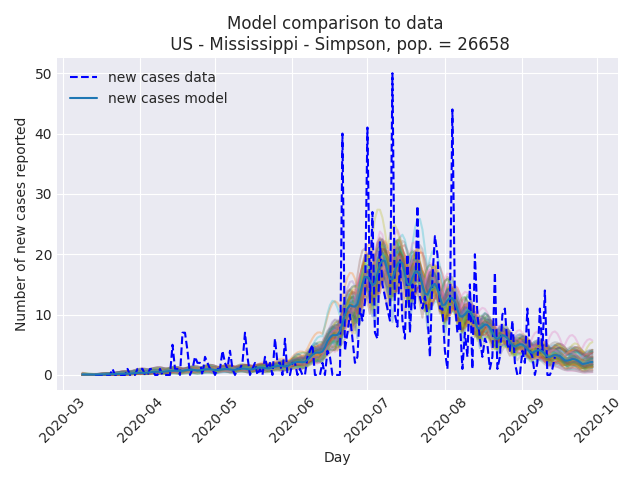 Model comparison to data
US - Mississippi - Simpson, pop. = 26658
new cases data
new cases model
Number of new cases reported
50
40
30
20
10
0
2020-03
2020-04
2020-05
2020-06
2020-07
2020-08
2020-09
2020-10
Day